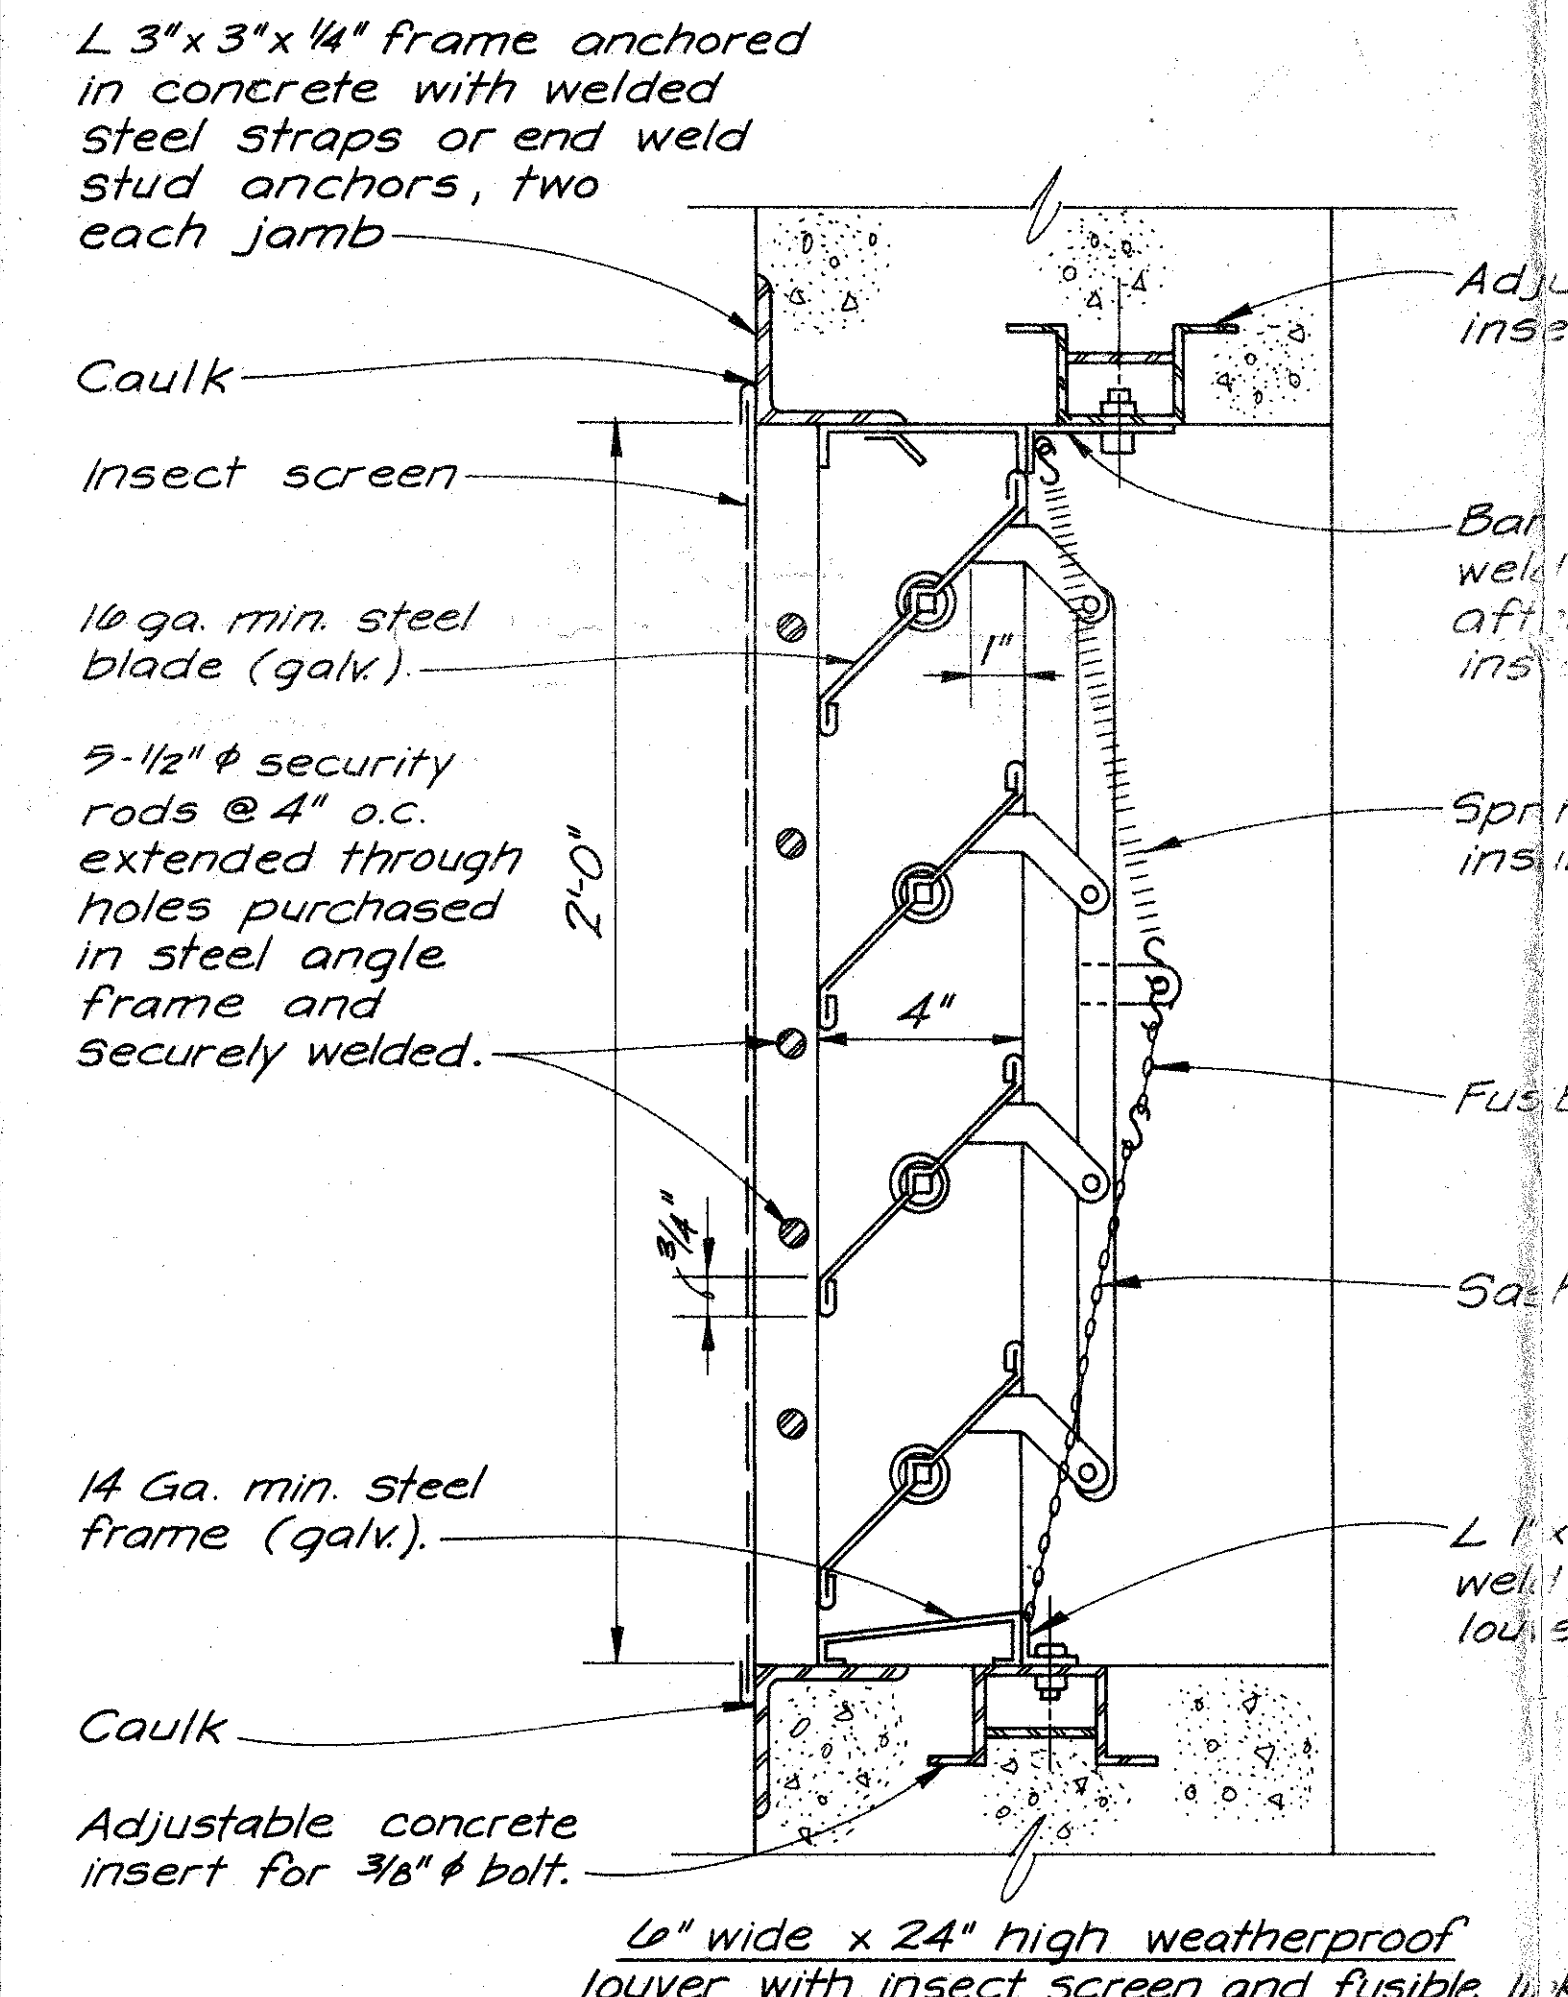 L 3"x 3"x 1/4" frame anchored
in concrete with welded
steel straps or end weld
stud anchors, two
each jamb
Caulk
Insect screen
16 ga. min. steel
blade (galv.).
5-1/2" φ security
rods @ 4" o.c.
extended through
holes purchased
in steel angle
frame and
securely welded.
14 Ga. min. steel
frame (galv.).
Caulk
Adjustable concrete
insert for 3/8" φ bolt.
2'-0"
3/4"
1"
4"
Bar
L 1" x
6" wide x 24" high weatherproof
louver with insect screen and fusible